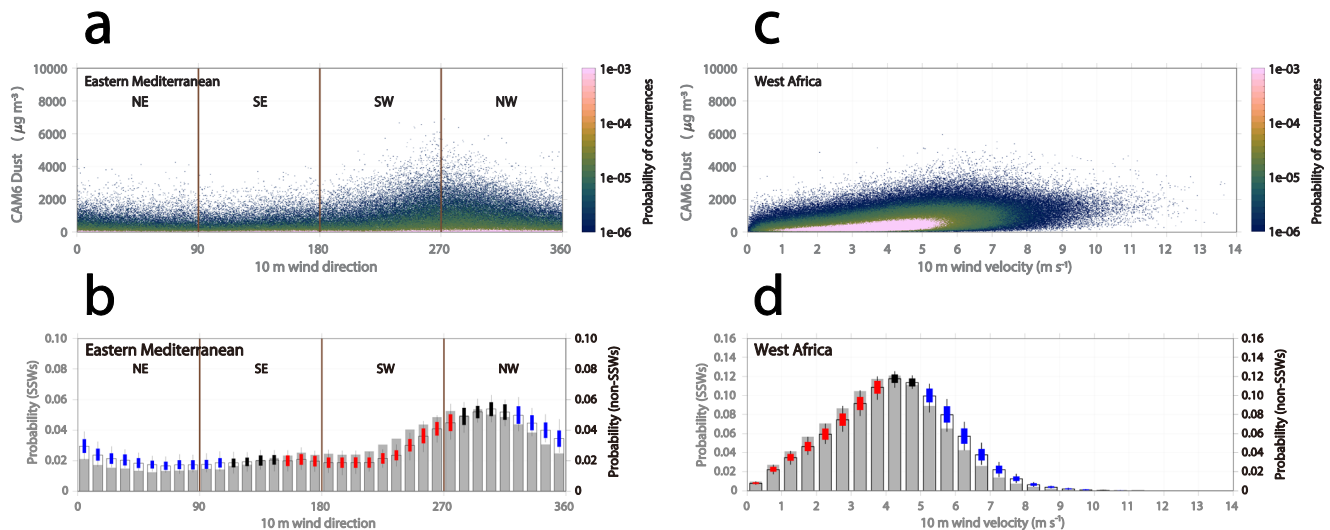 a
10000
8000
6000
4000
2000
0
CAM6 Dust ( μg m⁻³ )
Eastern Mediterranean
NE SE SW NW
0 90 180 270 360
10 m wind direction
1e-03
1e-04
1e-05
1e-06
Probability of occurrences
c
10000
8000
6000
4000
2000
0
CAM6 Dust ( μg m⁻³ )
West Africa
0 1 2 3 4 5 6 7 8 9 10 11 12 13 14
10 m wind velocity (m s⁻¹)
1e-03
1e-04
1e-05
1e-06
Probability of occurrences
b
0.10
0.08
0.06
0.04
0.02
0
Probability (SSWs)
Eastern Mediterranean
NE SE SW NW
0 90 180 270 360
10 m wind direction
0.10
0.08
0.06
0.04
0.02
0
Probability (non-SSWs)
d
0.16
0.14
0.12
0.10
0.08
0.06
0.04
0.02
Probability (SSWs)
West Africa
0 1 2 3 4 5 6 7 8 9 10 11 12 13 14
10 m wind velocity (m s⁻¹)
0.16
0.14
0.12
0.10
0.08
0.06
0.04
0.02
0
Probability (non-SSWs)